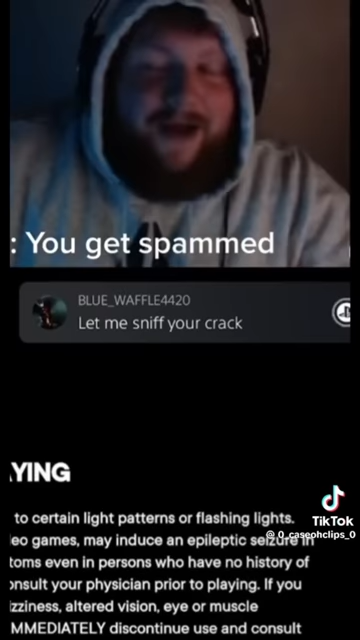 : You get spammed
BLUE_WAFFLE4420
Let me sniff your crack
YING
to certain light patterns or flashing lights.
eo games, may induce an epileptic seizure in
toms even in persons who have no history of
onsult your physician prior to playing. If you
zziness, altered vision, eye or muscle
MMEDIATELY discontinue use and consult
TikTok
@0_caseohclips_0